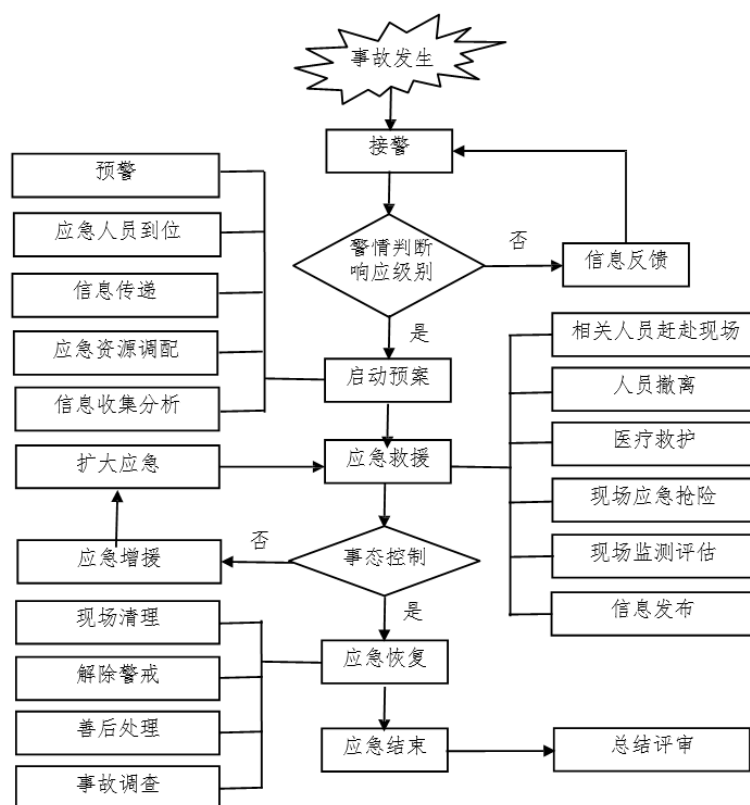 事故发生
接警
预警
应急人员到位
警情判断
响应级别
否
信息反馈
信息传递
应急资源调配
是
相关人员赶赴现场
启动预案
人员撤离
信息收集分析
医疗救护
扩大应急
应急救援
现场应急抢险
应急增援
否
事态控制
现场监测评估
现场清理
是
信息发布
应急恢复
解除警戒
善后处理
应急结束
总结评审
事故调查